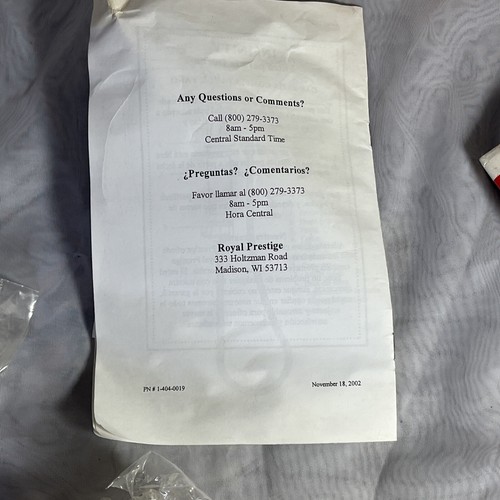 Any Questions or Comments?
Call (800) 279-3373
8am - 5pm
Central Standard Time
¿Preguntas? ¿Comentarios?
Favor llamar al (800) 279-3373
8am - 5pm
Hora Central
Royal Prestige
333 Holtzman Road
Madison, WI 53713
PN # 1-404-0019
November 18, 2002